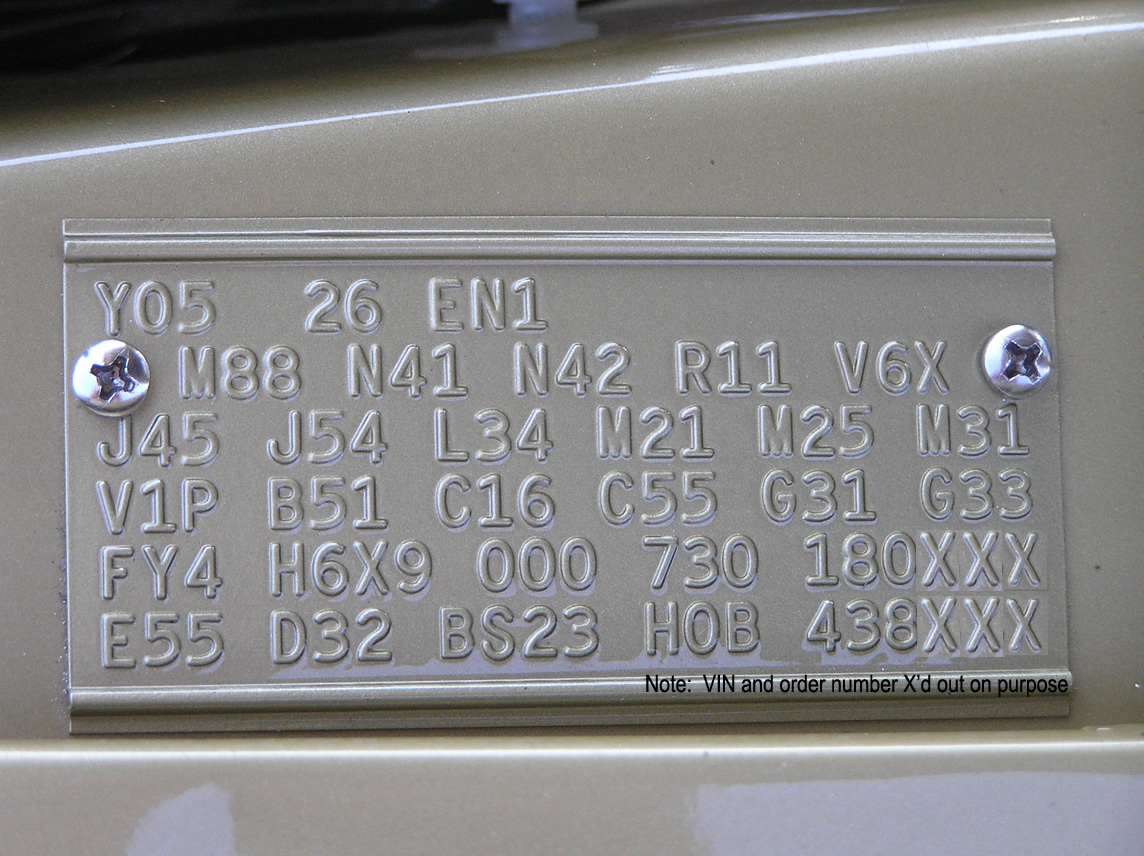 Y05 26 EN1
M88 N41 N42 R11 V6X
J45 J54 L34 M21 M25 M31
V1P B51 C16 C55 G31 G33
FY4 H6X9 000 730 180XXX
E55 D32 BS23 HOB 438XXX
Note: VIN and order number X'd out on purpose